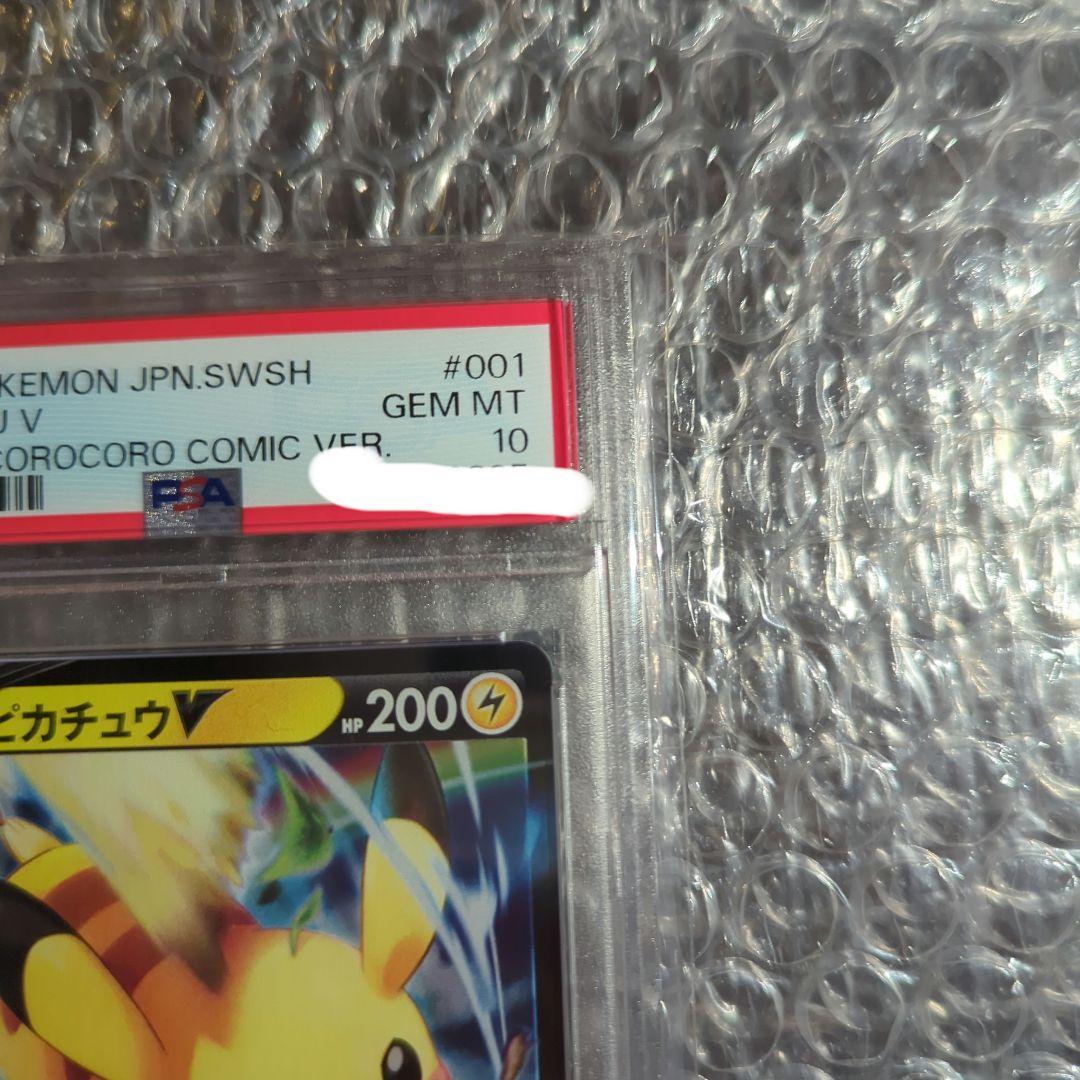 KEMON JPN.SWSH #001
U V GEM MT
COROCORO COMIC VER. 10
PSA
ピカチュウV HP 200